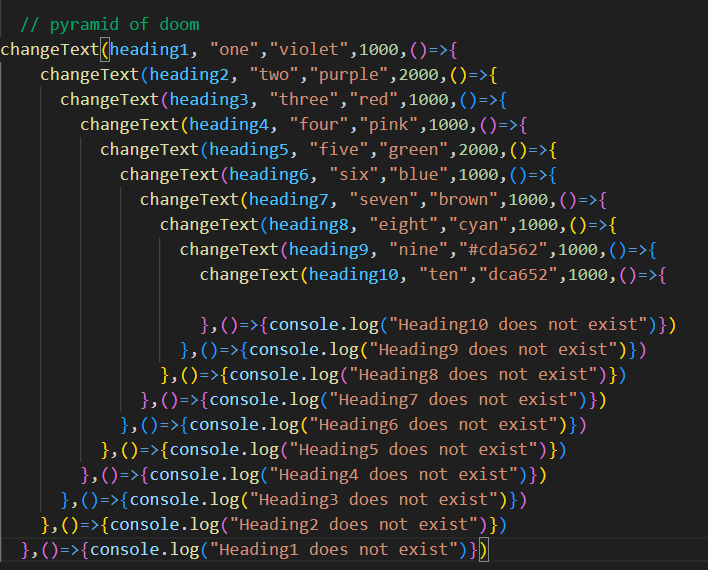 // pyramid of doom
changeText(heading1, "one","violet",1000,()=>{
changeText(heading2, "two","purple",2000,()=>{
changeText(heading3, "three","red",1000,()=>{
changeText(heading4, "four","pink",1000,()=>{
changeText(heading5, "five","green",2000,()=>{
changeText(heading6, "six","blue",1000,()=>{
changeText(heading7, "seven","brown",1000,()=>{
changeText(heading8, "eight","cyan",1000,()=>{
changeText(heading9, "nine","#cda562",1000,()=>{
changeText(heading10, "ten","dca652",1000,()=>{
},()=>{console.log("Heading10 does not exist")})
},()=>{console.log("Heading9 does not exist")})
},()=>{console.log("Heading8 does not exist")})
},()=>{console.log("Heading7 does not exist")})
},()=>{console.log("Heading6 does not exist")})
},()=>{console.log("Heading5 does not exist")})
},()=>{console.log("Heading4 does not exist")})
},()=>{console.log("Heading3 does not exist")})
},()=>{console.log("Heading2 does not exist")})
},()=>{console.log("Heading1 does not exist")})